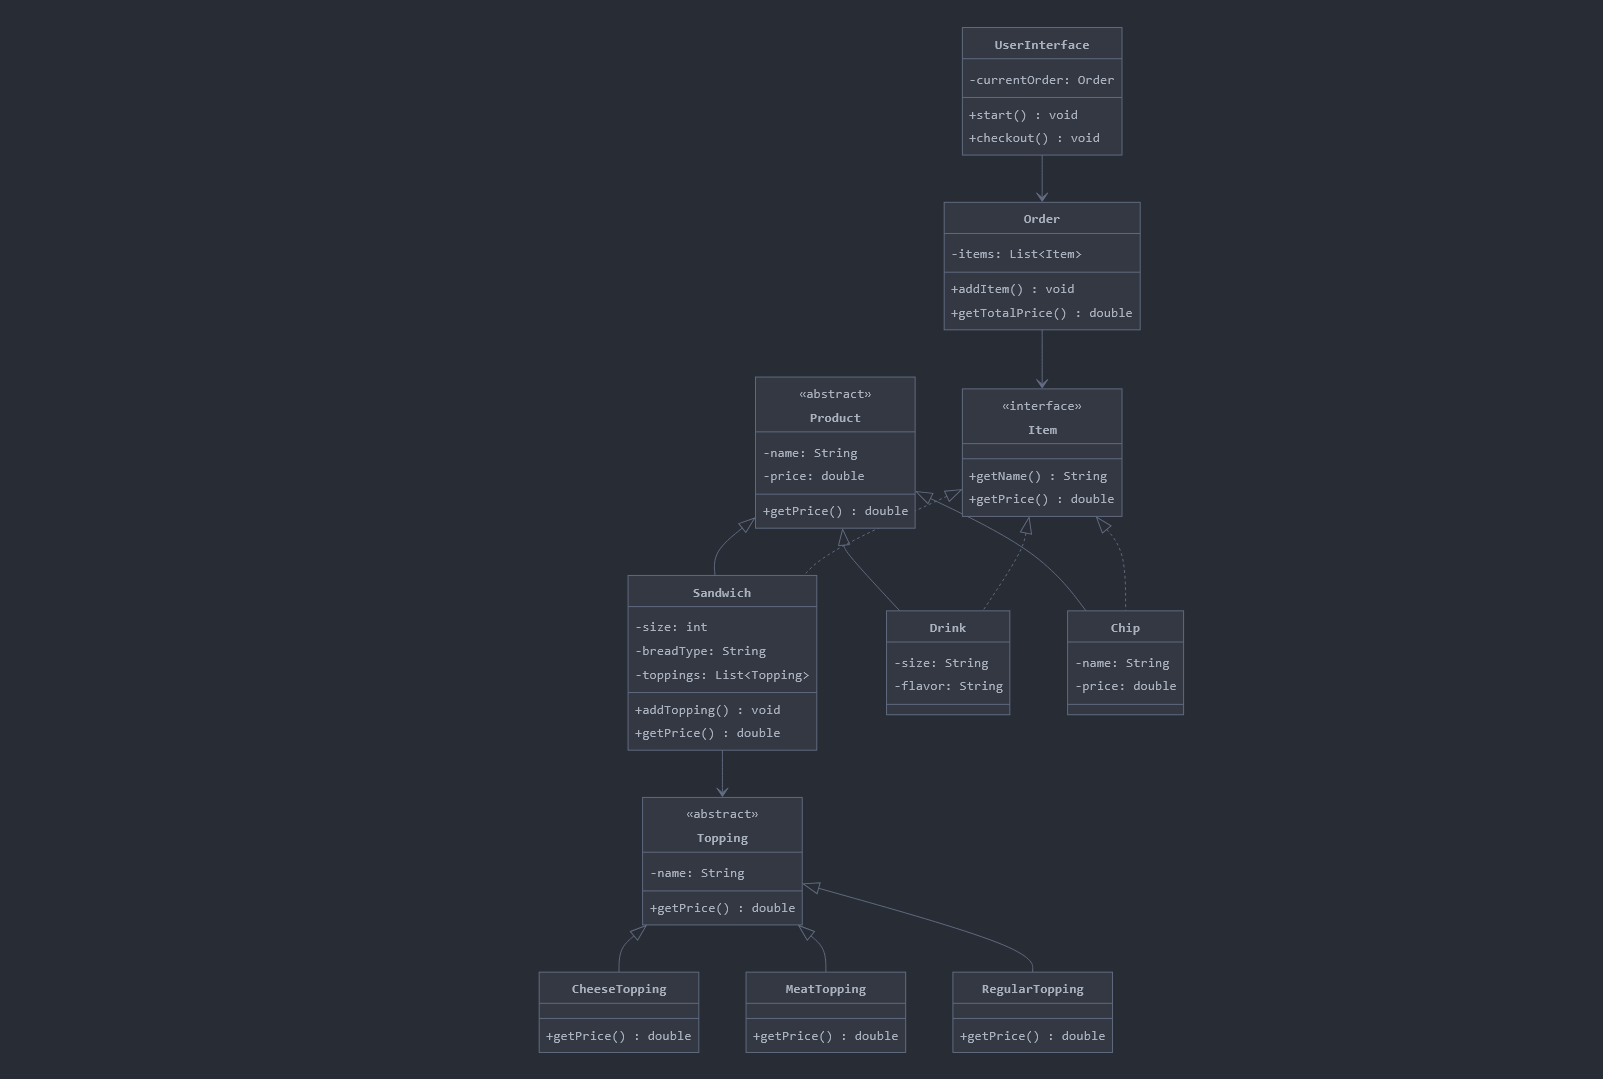 UserInterface
-currentOrder: Order
+start() : void
+checkout() : void
Order
-items: List<Item>
+addItem() : void
+getTotalPrice() : double
«abstract»
Product
-name: String
-price: double
+getPrice() : double
«interface»
Item
+getName() : String
+getPrice() : double
Sandwich
-size: int
-breadType: String
-toppings: List<Topping>
+addTopping() : void
+getPrice() : double
Drink
-size: String
-flavor: String
Chip
-name: String
-price: double
«abstract»
Topping
-name: String
+getPrice() : double
CheeseTopping
+getPrice() : double
MeatTopping
+getPrice() : double
RegularTopping
+getPrice() : double